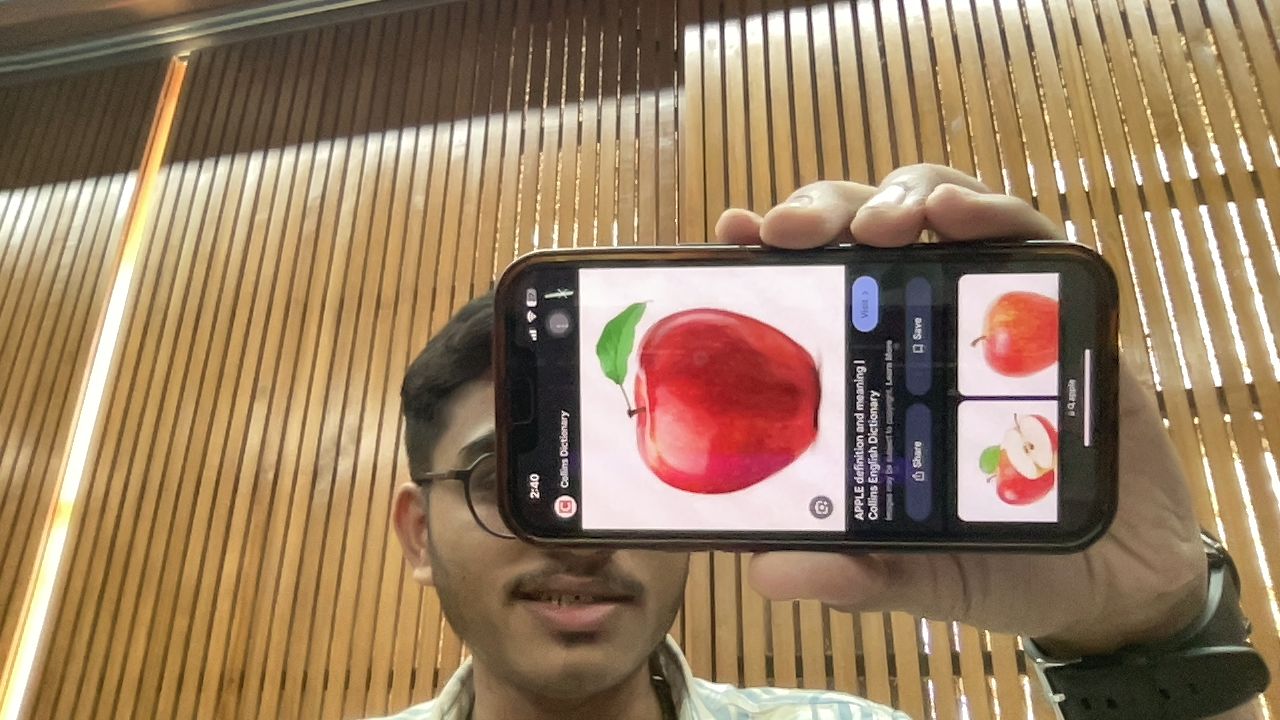 2:40
Collins Dictionary
APPLE definition and meaning |
Collins English Dictionary
Visit >
Images may be subject to copyright. Learn More
Share
Save
apple